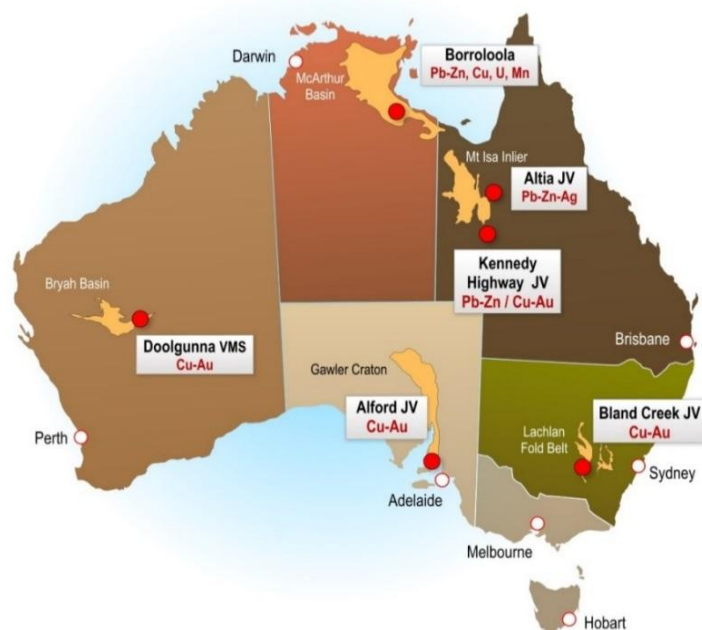 Darwin
McArthur
Basin
Borroloola
Pb-Zn, Cu, U, Mn
Mt Isa Inlier
Altia JV
Pb-Zn-Ag
Kennedy
Highway JV
Pb-Zn / Cu-Au
Bryah Basin
Doolgunna VMS
Cu-Au
Brisbane
Gawler Craton
Alford JV
Cu-Au
Bland Creek JV
Cu-Au
Lachlan
Fold Belt
Perth
Sydney
Adelaide
Melbourne
Hobart